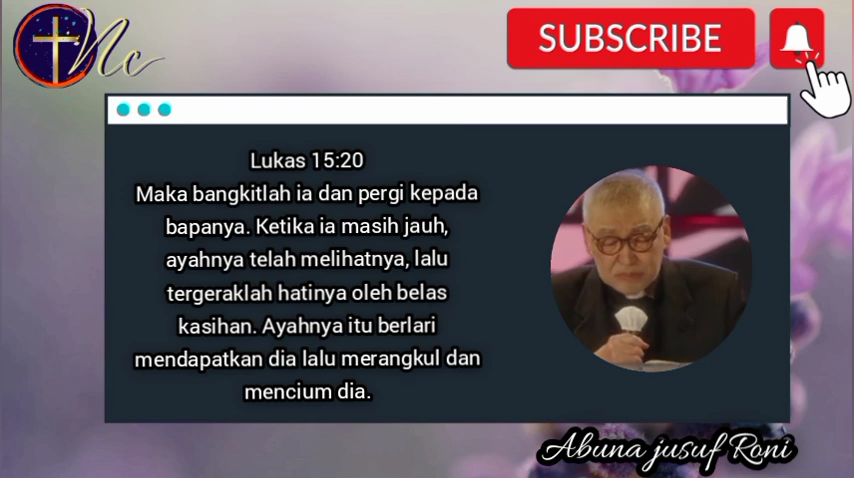 Nc
SUBSCRIBE
Lukas 15:20
Maka bangkitlah ia dan pergi kepada
bapanya. Ketika ia masih jauh,
ayahnya telah melihatnya, lalu
tergeraklah hatinya oleh belas
kasihan. Ayahnya itu berlari
mendapatkan dia lalu merangkul dan
mencium dia.
Abuna jusuf Roni